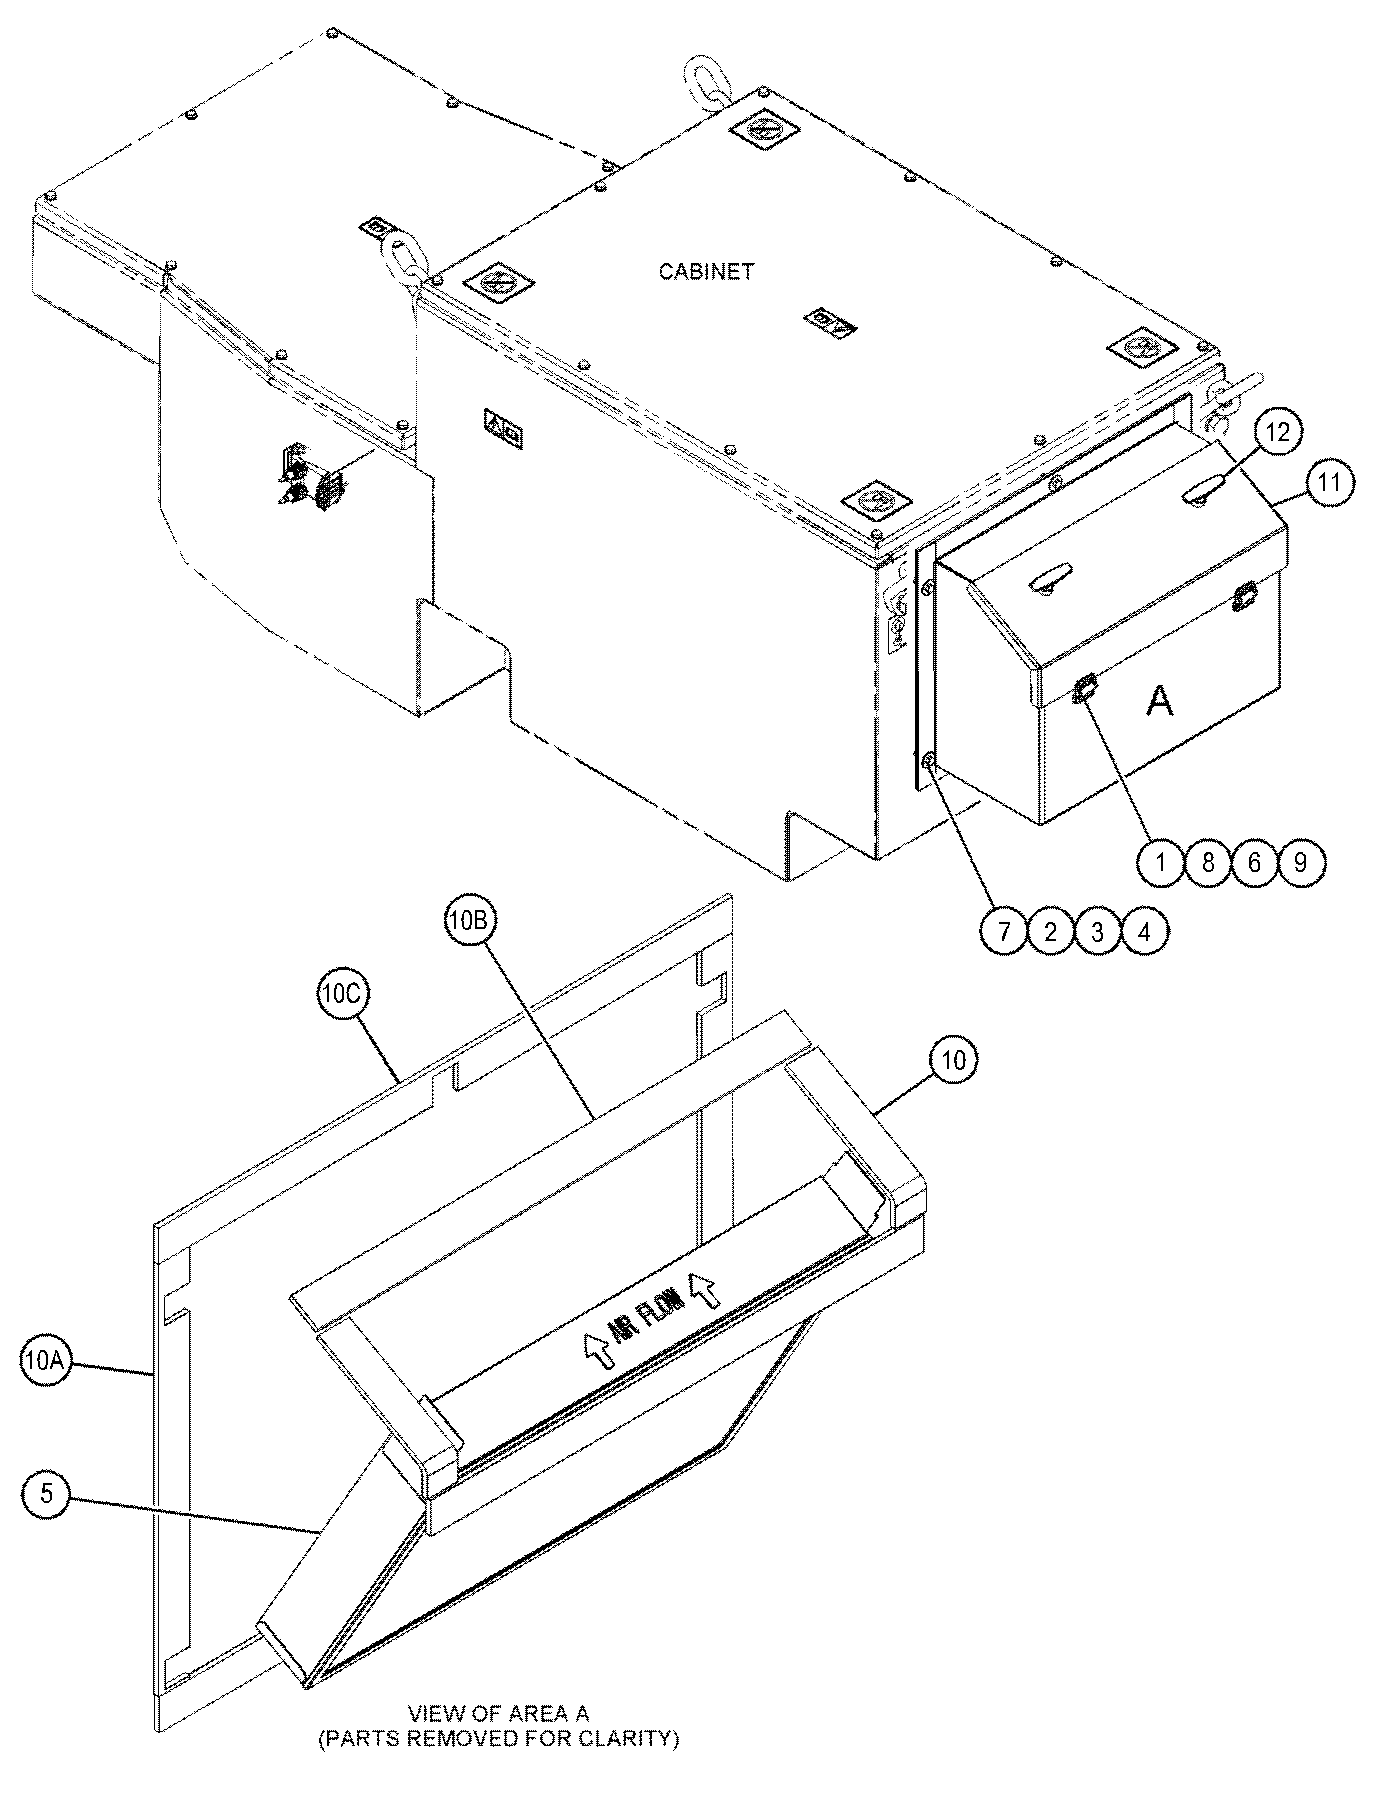 CABINET
12
11
A
1 8 6 9
7 2 3 4
10B
10C
10
AIR FLOW
10A
5
VIEW OF AREA A
(PARTS REMOVED FOR CLARITY)